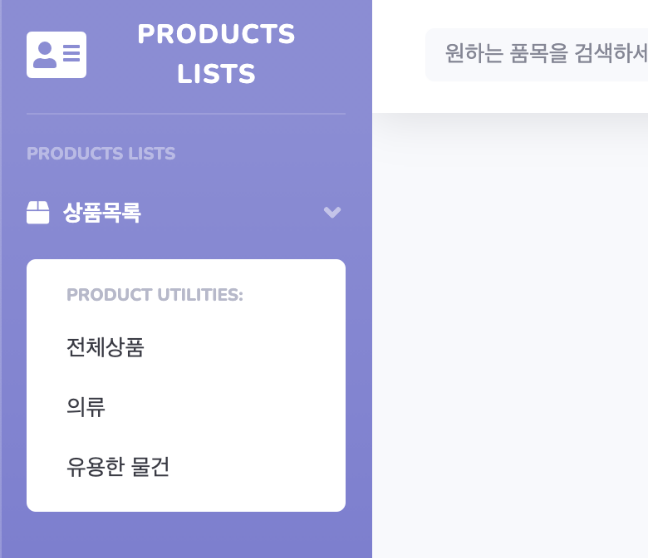 PRODUCTS
LISTS
원하는 품목을 검색하세
PRODUCTS LISTS
상품목록
PRODUCT UTILITIES:
전체상품
의류
유용한 물건